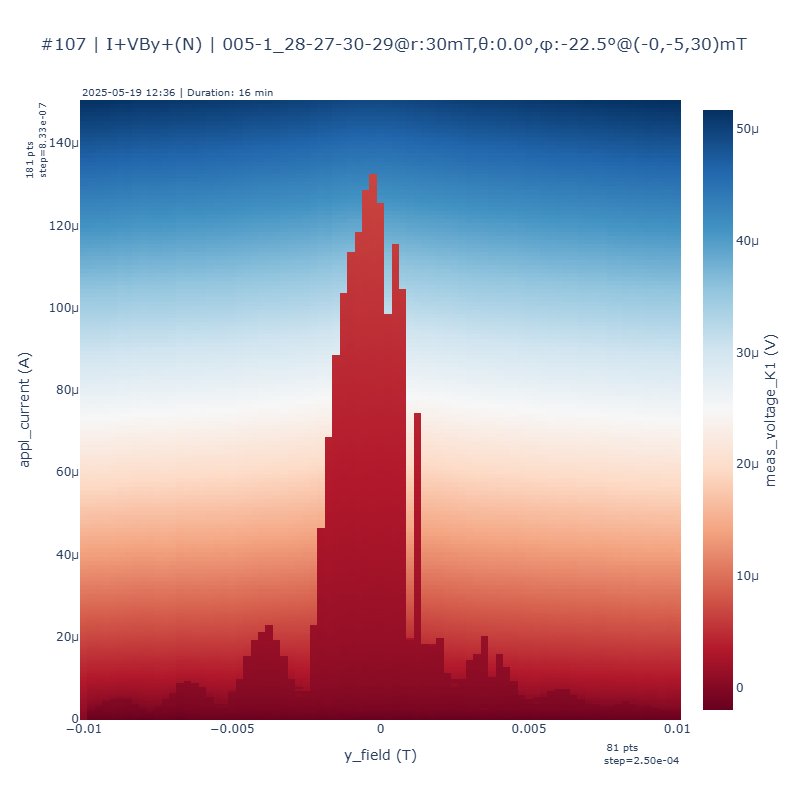 #107 | I+VBy+(N) | 005-1_28-27-30-29@r:30mT,θ:0.0º,φ:-22.5º@(-0,-5,30)mT
2025-05-19 12:36 | Duration: 16 min
181 pts
step=8.33e-07
140μ
120μ
100μ
80μ
60μ
40μ
20μ
0
appl_current (A)
−0.01
−0.005
0
0.005
0.01
y_field (T)
81 pts
step=2.50e-04
50μ
40μ
30μ
20μ
10μ
0
meas_voltage_K1 (V)